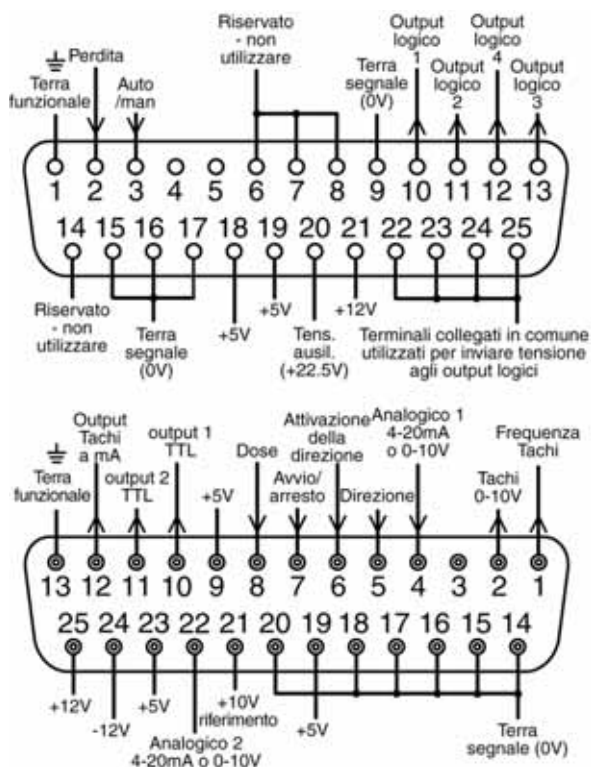 Riservato
- non
utilizzare
Output
logico
1
Output
logico
4
Perdita
Terra
funzionale
Auto
/man
Terra
segnale
(0V)
Output
logico
2
Output
logico
3
1 2 3 4 5 6 7 8 9 10 11 12 13
14 15 16 17 18 19 20 21 22 23 24 25
Riservato
- non
utilizzare
Terra
segnale
(0V)
+5V
+5V
Tens.
ausil.
(+22.5V)
+12V
Terminali collegati in comune
utilizzati per inviare tensione
agli output logici
Output
Tachi
a mA
output 1
TTL
Attivazione
della
direzione
Analogico 1
4-20mA
o 0-10V
Frequenza
Tachi
Terra
funzionale
output 2
TTL
+5V
Dose
Avvio/
arresto
Direzione
Tachi
0-10V
13 12 11 10 9 8 7 6 5 4 3 2 1
25 24 23 22 21 20 19 18 17 16 15 14
+12V
-12V
+5V
Analogico 2
4-20mA o 0-10V
+10V
riferimento
+5V
Terra
segnale (0V)